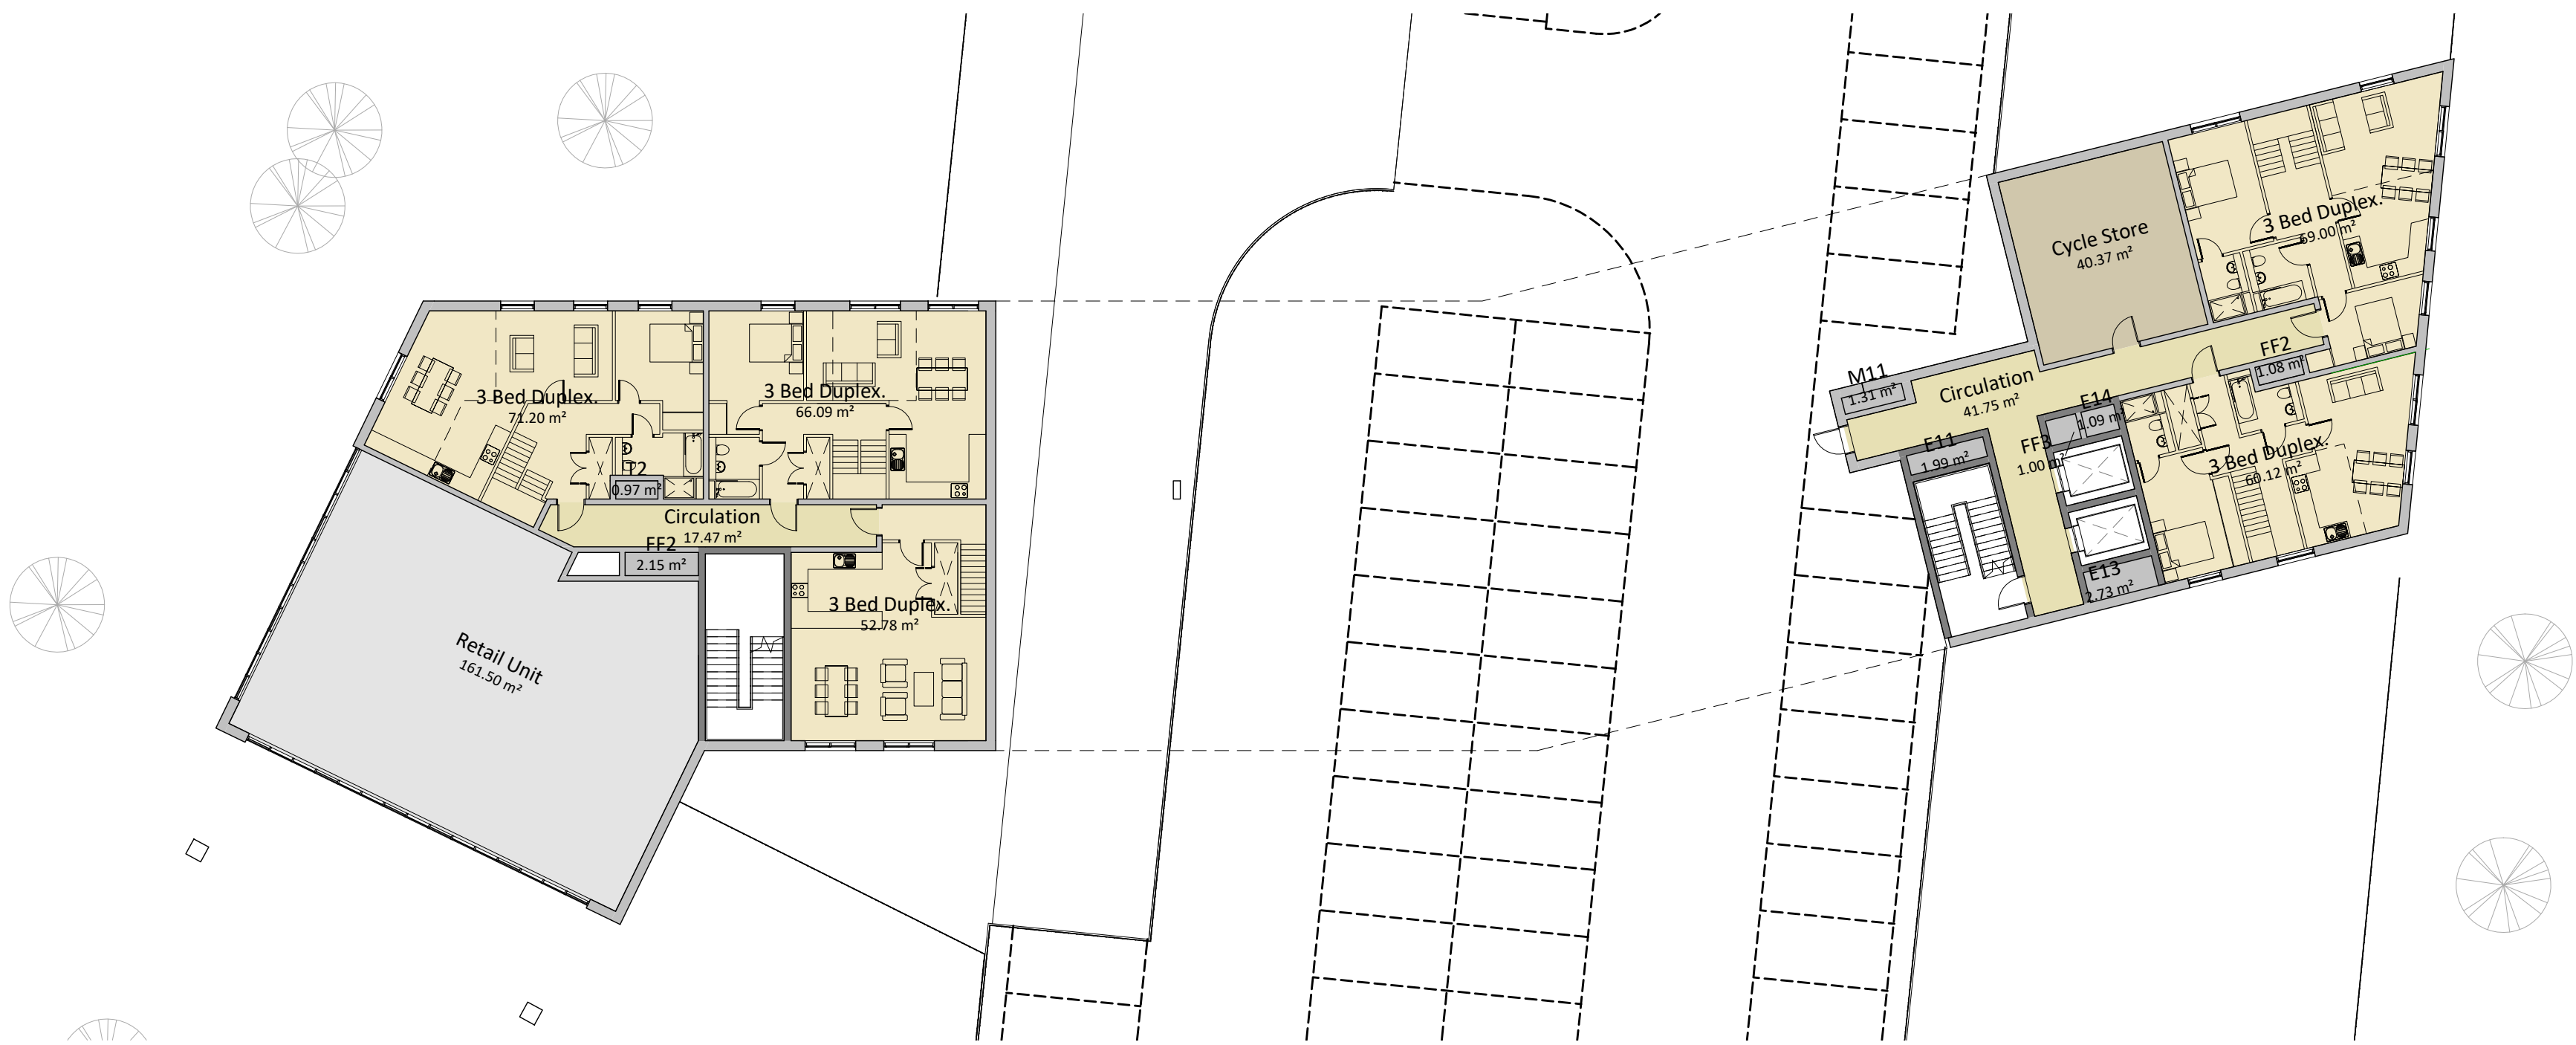 3 Bed Duplex.
71.20 m²
3 Bed Duplex.
66.09 m²
T2
0.97 m²
Circulation
17.47 m²
FF2
2.15 m²
3 Bed Duplex.
52.78 m²
Retail Unit
161.50 m²
Cycle Store
40.37 m²
3 Bed Duplex.
69.00 m²
M11
1.31 m²
Circulation
41.75 m²
FF2
1.08 m²
E14
1.09 m²
E11
1.99 m²
FF3
1.00 m²
3 Bed Duplex.
60.12 m²
E13
2.73 m²